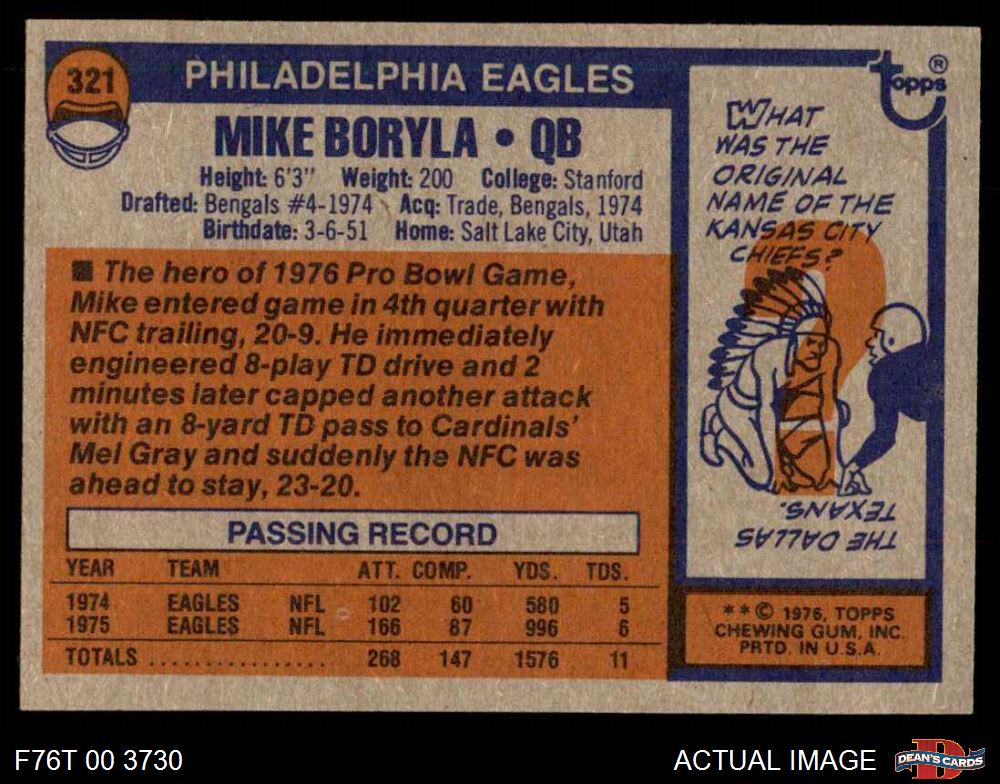 321
PHILADELPHIA EAGLES
MIKE BORYLA • QB
Height: 6'3" Weight: 200 College: Stanford
Drafted: Bengals #4-1974 Acq: Trade, Bengals, 1974
Birthdate: 3-6-51 Home: Salt Lake City, Utah
■ The hero of 1976 Pro Bowl Game,
Mike entered game in 4th quarter with
NFC trailing, 20-9. He immediately
engineered 8-play TD drive and 2
minutes later capped another attack
with an 8-yard TD pass to Cardinals'
Mel Gray and suddenly the NFC was
ahead to stay, 23-20.
PASSING RECORD
YEAR TEAM ATT. COMP. YDS. TDS.
1974 EAGLES NFL 102 60 580 5
1975 EAGLES NFL 166 87 996 6
TOTALS ................ 268 147 1576 11
topps®
WHAT
WAS THE
ORIGINAL
NAME OF THE
KANSAS CITY
CHIEFS?
THE DALLAS
TEXANS.
* * © 1976, TOPPS
CHEWING GUM, INC.
PRTD. IN U.S.A.
F76T 00 3730
ACTUAL IMAGE
DEAN'S CARDS